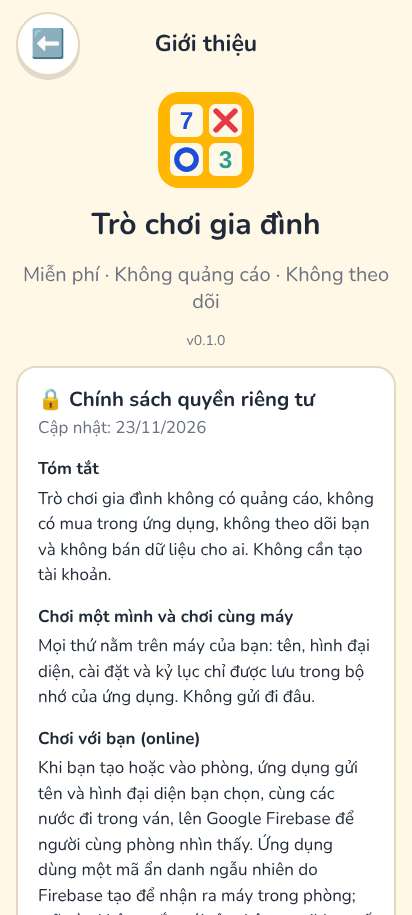 Giới thiệu
7
3
Trò chơi gia đình
Miễn phí · Không quảng cáo · Không theo
dõi
v0.1.0
🔒 Chính sách quyền riêng tư
Cập nhật: 23/11/2026
Tóm tắt
Trò chơi gia đình không có quảng cáo, không
có mua trong ứng dụng, không theo dõi bạn
và không bán dữ liệu cho ai. Không cần tạo
tài khoản.
Chơi một mình và chơi cùng máy
Mọi thứ nằm trên máy của bạn: tên, hình đại
diện, cài đặt và kỷ lục chỉ được lưu trong bộ
nhớ của ứng dụng. Không gửi đi đâu.
Chơi với bạn (online)
Khi bạn tạo hoặc vào phòng, ứng dụng gửi
tên và hình đại diện bạn chọn, cùng các
nước đi trong ván, lên Google Firebase để
người cùng phòng nhìn thấy. Ứng dụng
dùng một mã ẩn danh ngẫu nhiên do
Firebase tạo để nhận ra máy trong phòng;